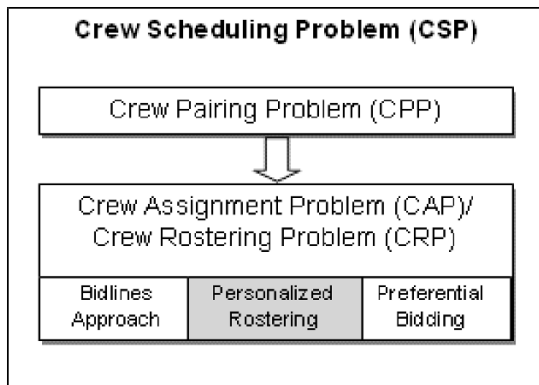 Crew Scheduling Problem (CSP)
Crew Pairing Problem (CPP)
Crew Assignment Problem (CAP)/
Crew Rostering Problem (CRP)
Bidlines
Approach
Personalized
Rostering
Preferential
Bidding